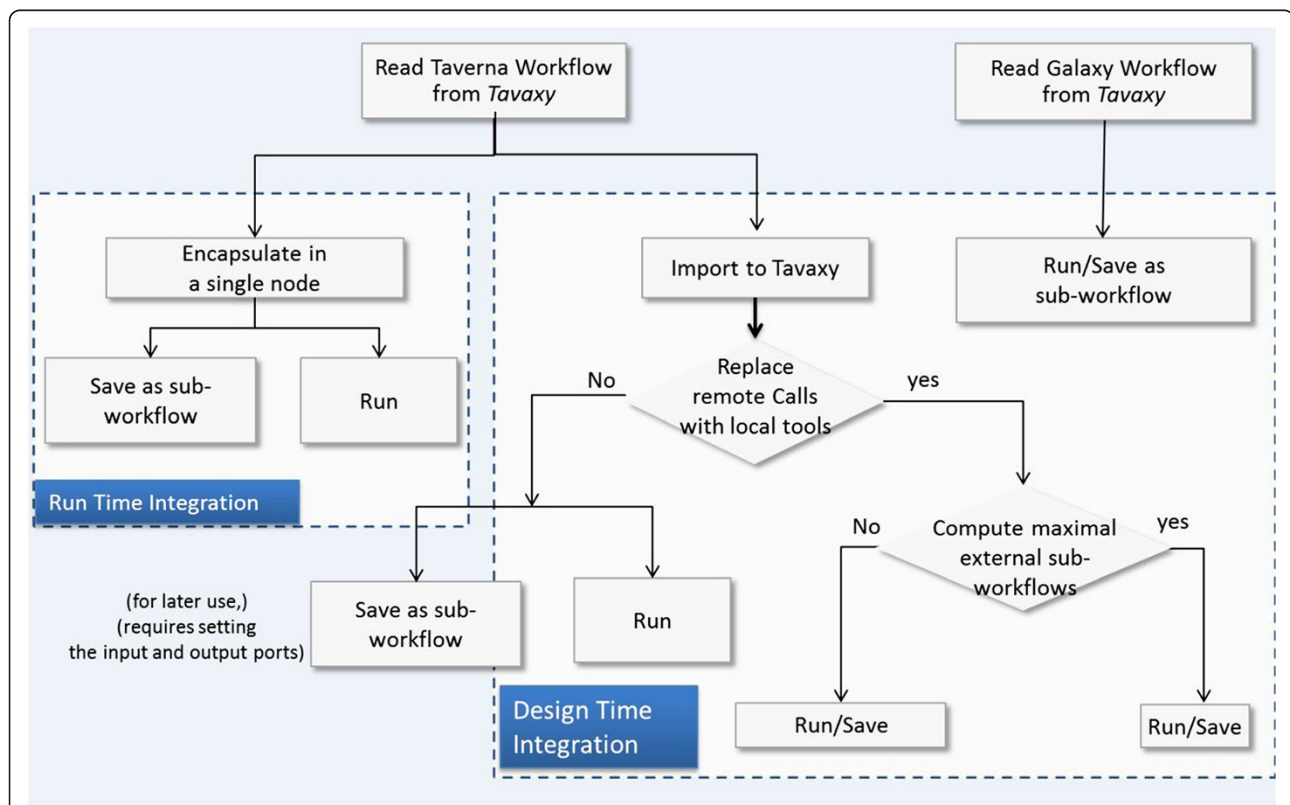 Read Taverna Workflow
from Tavaxy
Read Galaxy Workflow
from Tavaxy
Encapsulate in
a single node
Import to Tavaxy
Run/Save as
sub-workflow
Save as sub-
workflow
Run
No
Replace
remote Calls
with local tools
yes
Run Time Integration
No
Compute maximal
external sub-
workflows
yes
(for later use,)
(requires setting
the input and output ports)
Save as sub-
workflow
Run
Design Time
Integration
Run/Save
Run/Save